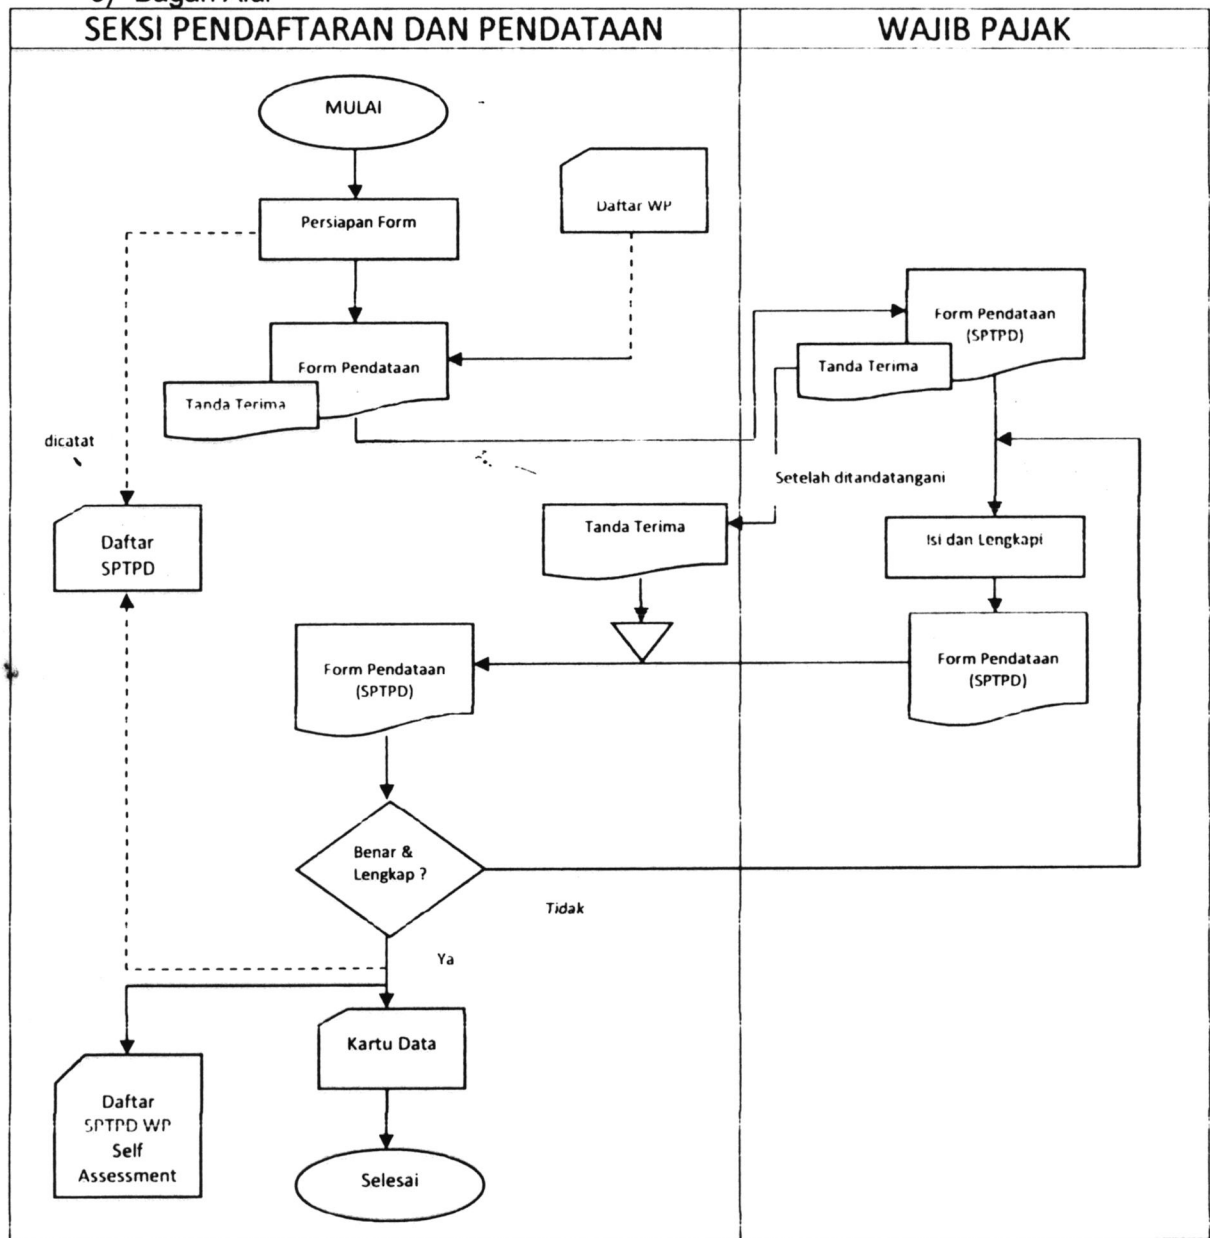 Bagan Alur
SEKSI PENDAFTARAN DAN PENDATAAN
WAJIB PAJAK
MULAI
Daftar WP
Persiapan Form
Form Pendataan
(SPTPD)
Tanda Terima
Form Pendataan
Tanda Terima
dicatat
Setelah ditandatangani
Tanda Terima
Isi dan Lengkapi
Daftar
SPTPD
Form Pendataan
(SPTPD)
Form Pendataan
(SPTPD)
Benar &
Lengkap ?
Tidak
Ya
Kartu Data
Daftar
SPTPD WP
Self
Assessment
Selesai